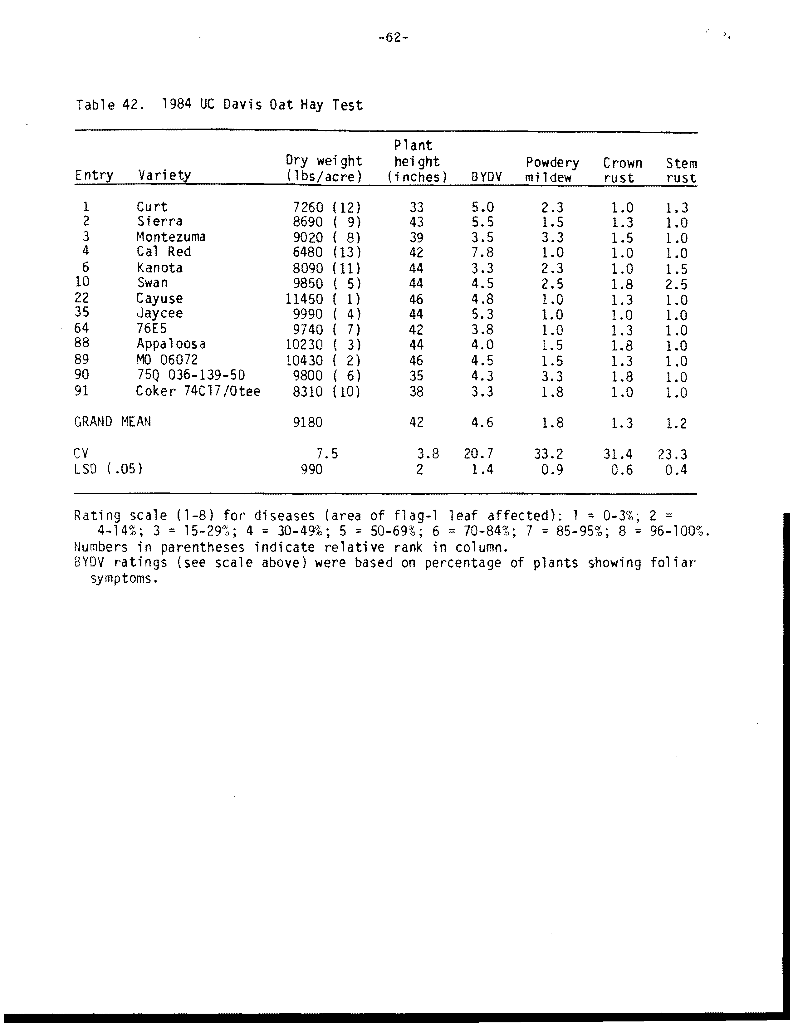 -62-
Table 42. 1984 UC Davis Oat Hay Test
Plant
Dry weight height Powdery Crown Stem
Entry Variety (lbs/acre) (inches) BYDV mildew rust rust
1 Curt 7260 (12) 33 5.0 2.3 1.0 1.3
2 Sierra 8690 ( 9) 43 5.5 1.5 1.3 1.0
3 Montezuma 9020 ( 8) 39 3.5 3.3 1.5 1.0
4 Cal Red 6480 (13) 42 7.8 1.0 1.0 1.0
6 Kanota 8090 (11) 44 3.3 2.3 1.0 1.5
10 Swan 9850 ( 5) 44 4.5 2.5 1.8 2.5
22 Cayuse 11450 ( 1) 46 4.8 1.0 1.3 1.0
35 Jaycee 9990 ( 4) 44 5.3 1.0 1.0 1.0
64 76E5 9740 ( 7) 42 3.8 1.0 1.3 1.0
88 Appaloosa 10230 ( 3) 44 4.0 1.5 1.8 1.0
89 MO 06072 10430 ( 2) 46 4.5 1.5 1.3 1.0
90 75Q 036-139-5D 9800 ( 6) 35 4.3 3.3 1.8 1.0
91 Coker 74C17/Otee 8310 (10) 38 3.3 1.8 1.0 1.0
GRAND MEAN 9180 42 4.6 1.8 1.3 1.2
CV 7.5 3.8 20.7 33.2 31.4 23.3
LSD (.05) 990 2 1.4 0.9 0.6 0.4
Rating scale (1-8) for diseases (area of flag-1 leaf affected): 1 = 0-3%; 2 =
4-14%; 3 = 15-29%; 4 = 30-49%; 5 = 50-69%; 6 = 70-84%; 7 = 85-95%; 8 = 96-100%.
Numbers in parentheses indicate relative rank in column.
BYDV ratings (see scale above) were based on percentage of plants showing foliar
symptoms.